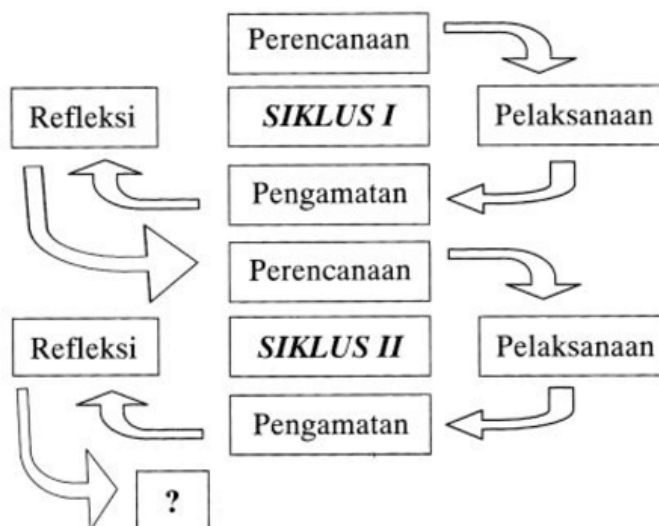 Perencanaan
Refleksi
SIKLUS I
Pelaksanaan
Pengamatan
Perencanaan
Refleksi
SIKLUS II
Pelaksanaan
Pengamatan
?